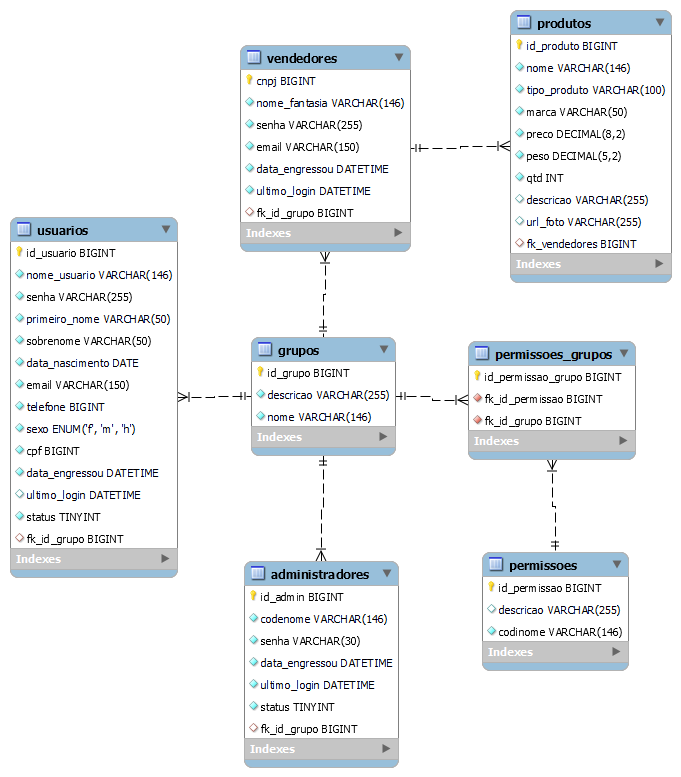 produtos
id_produto BIGINT
nome VARCHAR(146)
tipo_produto VARCHAR(100)
marca VARCHAR(50)
preco DECIMAL(8,2)
peso DECIMAL(5,2)
qtd INT
descricao VARCHAR(255)
url_foto VARCHAR(255)
fk_vendedores BIGINT
Indexes
vendedores
cnpj BIGINT
nome_fantasia VARCHAR(146)
senha VARCHAR(255)
email VARCHAR(150)
data_engressou DATETIME
ultimo_login DATETIME
fk_id_grupo BIGINT
Indexes
usuarios
id_usuario BIGINT
nome_usuario VARCHAR(146)
senha VARCHAR(255)
primeiro_nome VARCHAR(50)
sobrenome VARCHAR(50)
data_nascimento DATE
email VARCHAR(150)
telefone BIGINT
sexo ENUM('f', 'm', 'h')
cpf BIGINT
data_engressou DATETIME
ultimo_login DATETIME
status TINYINT
fk_id_grupo BIGINT
Indexes
grupos
id_grupo BIGINT
descricao VARCHAR(255)
nome VARCHAR(146)
Indexes
permissoes_grupos
id_permissao_grupo BIGINT
fk_id_permissao BIGINT
fk_id_grupo BIGINT
Indexes
administradores
id_admin BIGINT
codenome VARCHAR(146)
senha VARCHAR(30)
data_engressou DATETIME
ultimo_login DATETIME
status TINYINT
fk_id_grupo BIGINT
Indexes
permissoes
id_permissao BIGINT
descricao VARCHAR(255)
codinome VARCHAR(146)
Indexes